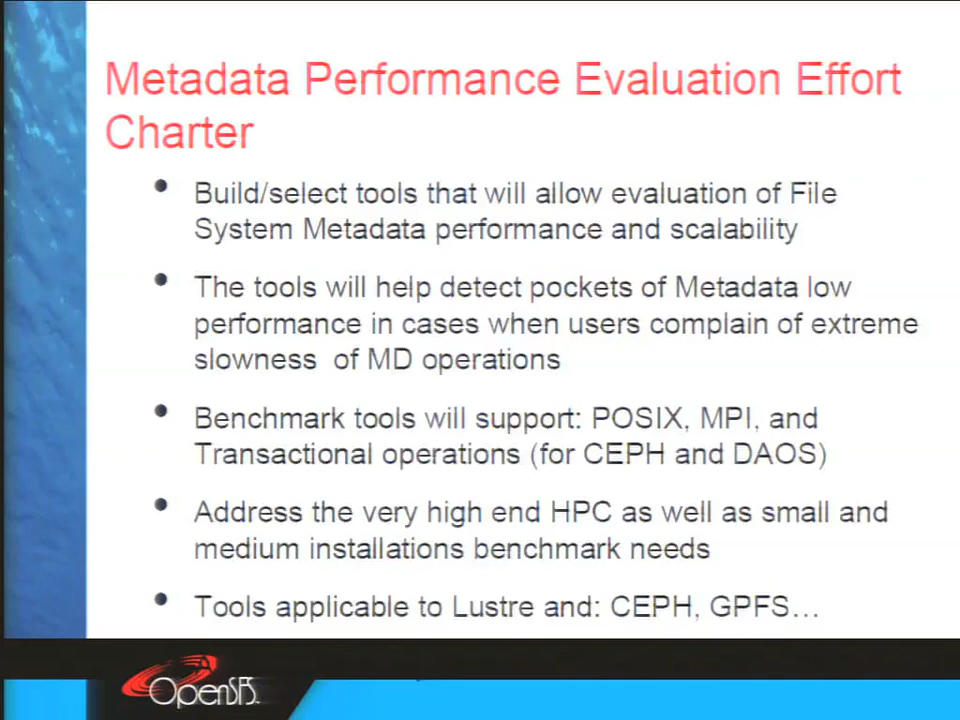 Metadata Performance Evaluation Effort
Charter
• Build/select tools that will allow evaluation of File
System Metadata performance and scalability
• The tools will help detect pockets of Metadata low
performance in cases when users complain of extreme
slowness of MD operations
• Benchmark tools will support: POSIX, MPI, and
Transactional operations (for CEPH and DAOS)
• Address the very high end HPC as well as small and
medium installations benchmark needs
• Tools applicable to Lustre and: CEPH, GPFS...
OpenSFS